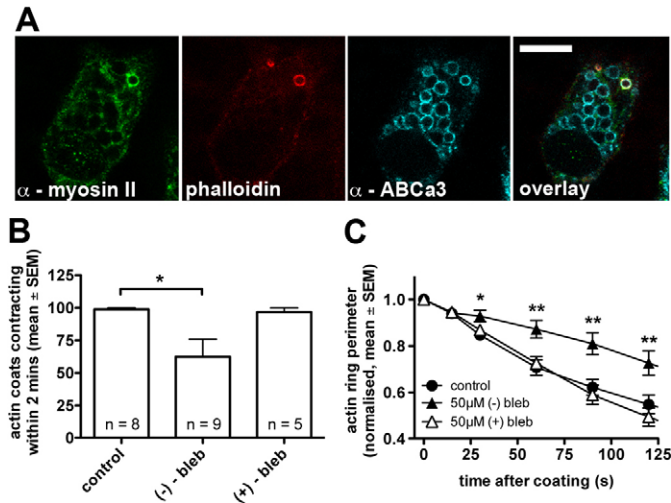 A
α - myosin II
phalloidin
α - ABCa3
overlay
B
actin coats contracting
within 2 mins (mean ± SEM)
125
100
75
50
25
0
*
n = 8
n = 9
n = 5
control
(-) - bleb
(+) - bleb
C
actin ring perimeter
(normalised, mean ± SEM)
1.0
0.8
0.6
0.4
*
**
**
**
control
50µM (-) bleb
50µM (+) bleb
0
25
50
75
100
125
time after coating (s)